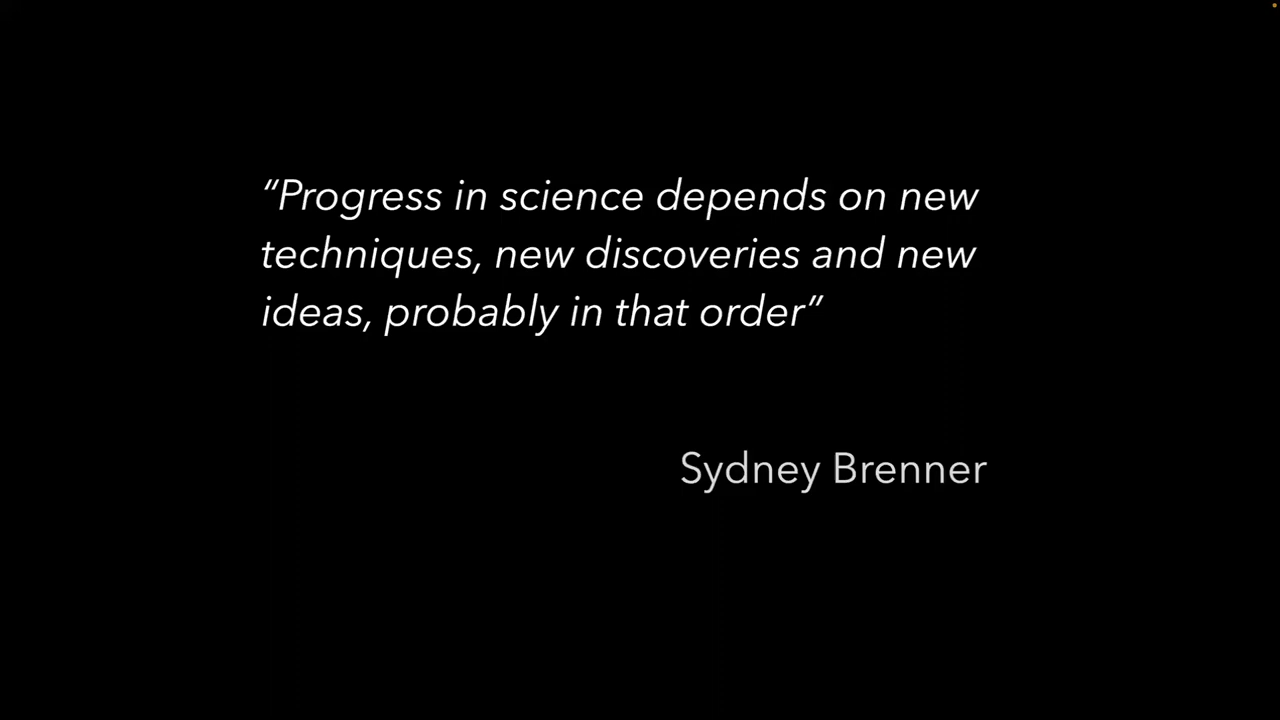 “Progress in science depends on new
techniques, new discoveries and new
ideas, probably in that order”
Sydney Brenner